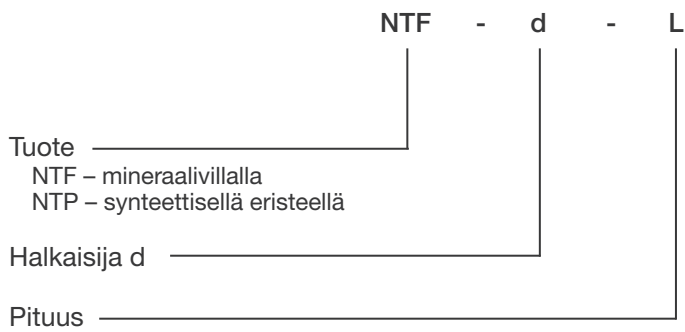 NTF - d - L
Tuote
NTF – mineraalivillalla
NTP – synteettisellä eristeellä
Halkaisija d
Pituus